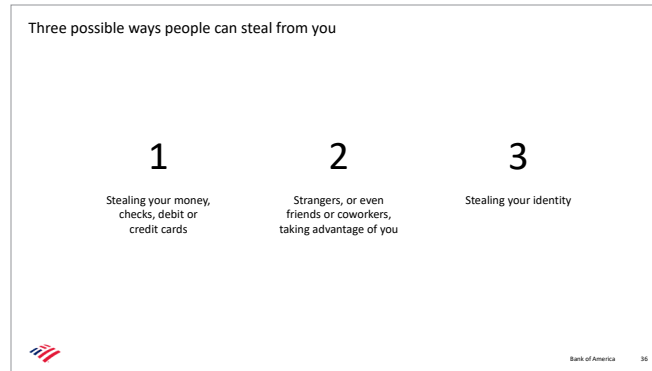 Three possible ways people can steal from you
1
Stealing your money,
checks, debit or
credit cards
2
Strangers, or even
friends or coworkers,
taking advantage of you
3
Stealing your identity
Bank of America 36